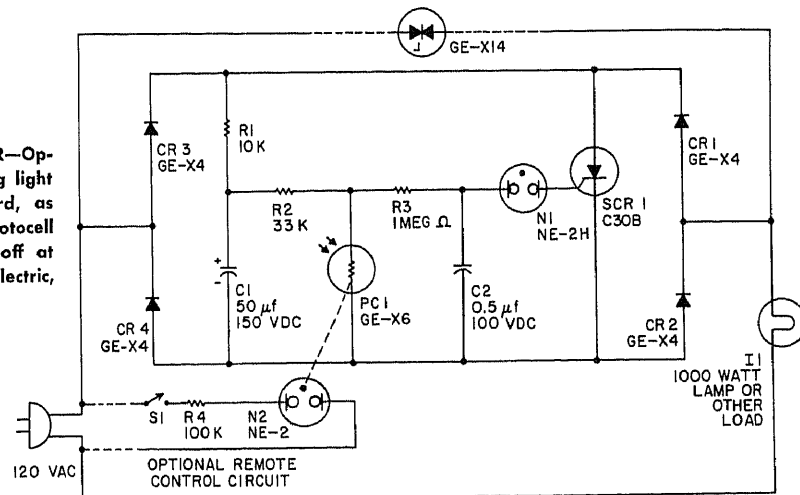 GE-X14
R—Op-
g light
rd, as
otocell
off at
lectric,
CR 3
GE-X4
R1
10K
CR 1
GE-X4
R2
33 K
R3
1MEG Ω
N1
NE-2H
SCR 1
C30B
+
-
C1
50 μf
150 VDC
PC1
GE-X6
C2
0.5 μf
100 VDC
CR 4
GE-X4
CR 2
GE-X4
I1
1000 WATT
LAMP OR
OTHER
LOAD
S1
R4
100K
N2
NE-2
120 VAC
OPTIONAL REMOTE
CONTROL CIRCUIT